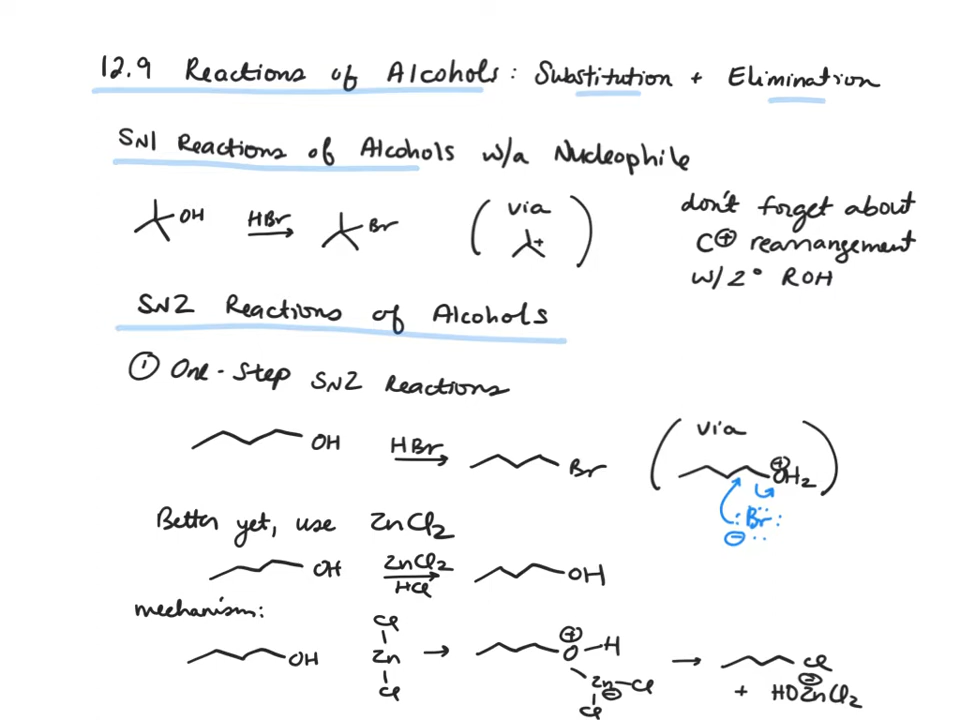 12.9 Reactions of Alcohols: Substitution + Elimination
SN1 Reactions of Alcohols w/a Nucleophile
OH HBr Br (via +)
don't forget about
C⊕ rearrangement
w/ 2° ROH
SN2 Reactions of Alcohols
① One-Step SN2 Reactions
OH HBr Br (via ⊕OH2)
:Br: ⊖
Better yet, use ZnCl2
OH ZnCl2 HCl OH
mechanism:
OH Cl Zn Cl → ⊕ O-H Zn-Cl ⊖ Cl → Cl
+ HOZnCl2 ⊖